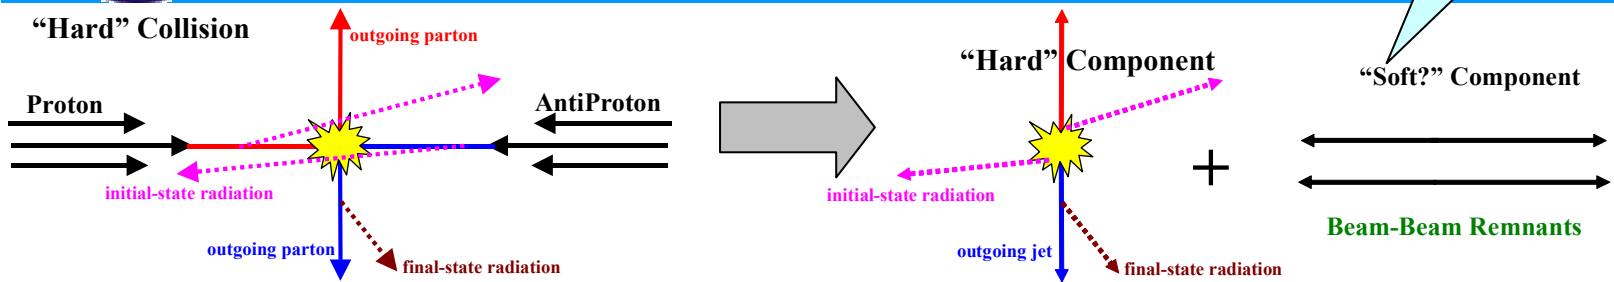 “Hard” Collision
outgoing parton
Proton
AntiProton
initial-state radiation
outgoing parton
final-state radiation
“Hard” Component
initial-state radiation
outgoing jet
final-state radiation
+
“Soft?” Component
Beam-Beam Remnants